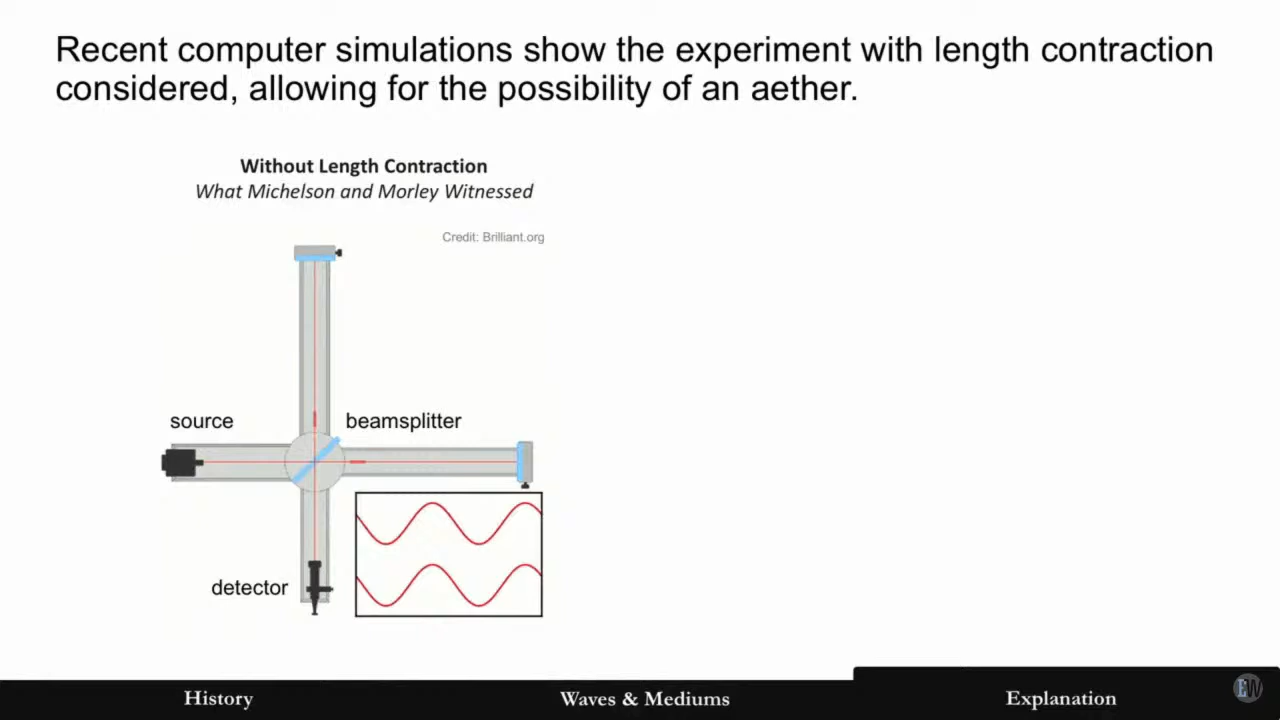 Recent computer simulations show the experiment with length contraction
considered, allowing for the possibility of an aether.
Without Length Contraction
What Michelson and Morley Witnessed
Credit: Brilliant.org
source
beamsplitter
detector
History
Waves & Mediums
Explanation
EW